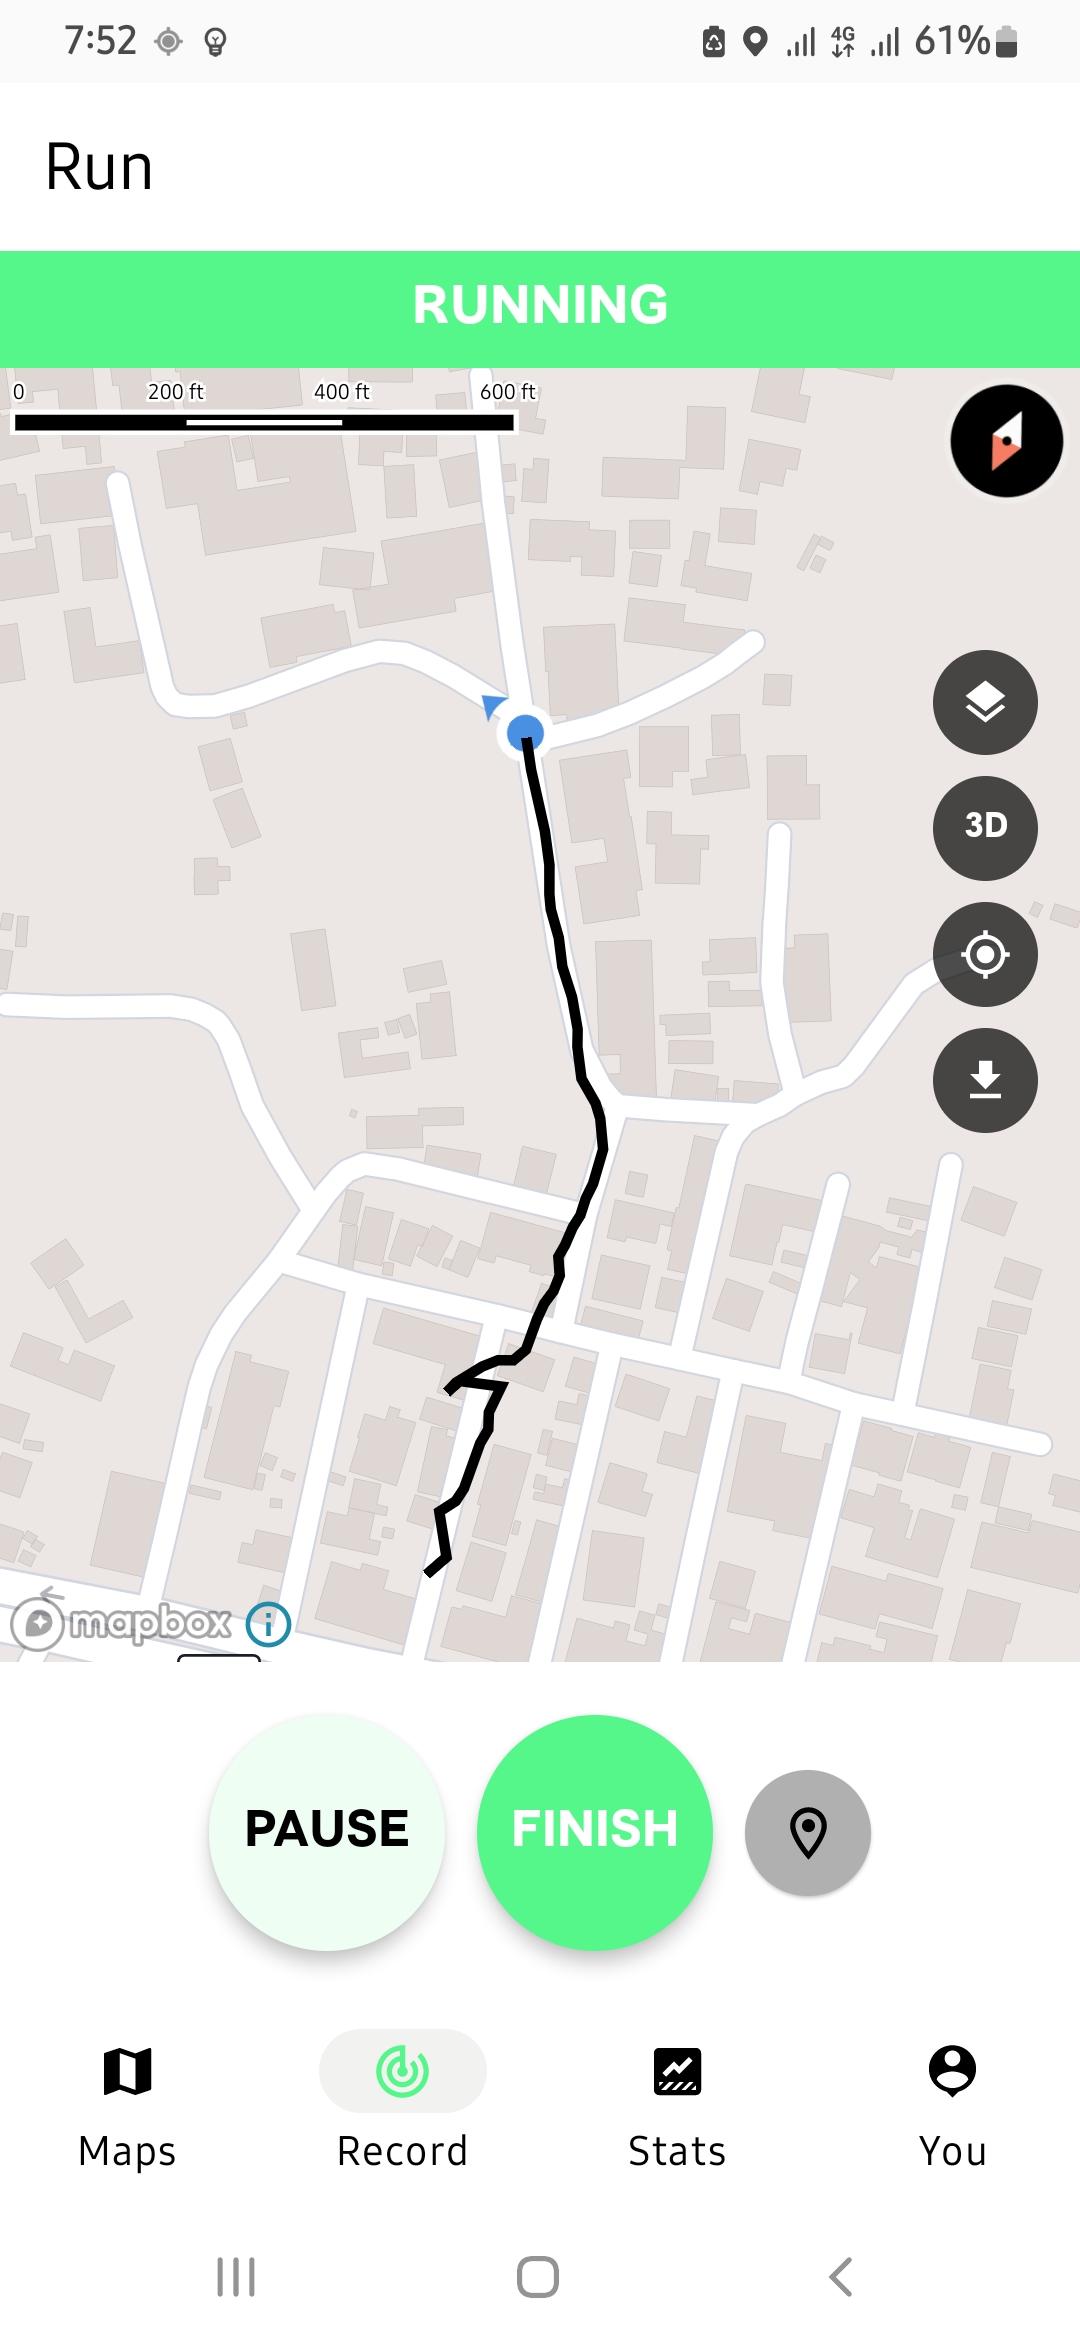 7:52 4G 61%
Run
RUNNING
0 200 ft 400 ft 600 ft
3D
mapbox i
PAUSE FINISH
Maps Record Stats You